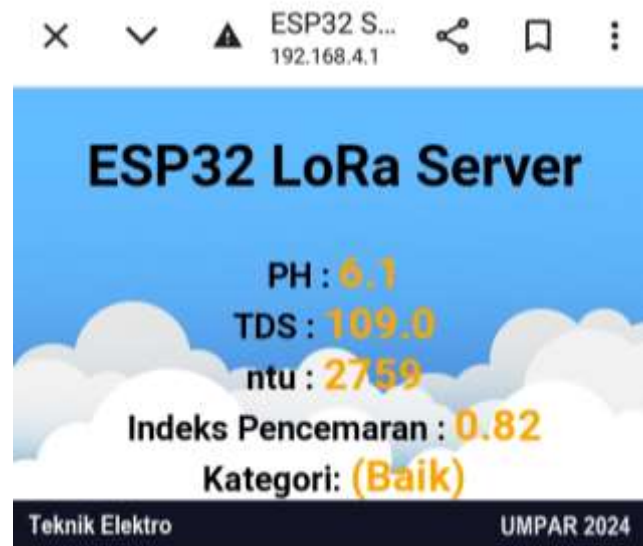 ESP32 S...
192.168.4.1
ESP32 LoRa Server
PH : 6.1
TDS : 109.0
ntu : 2759
Indeks Pencemaran : 0.82
Kategori: (Baik)
Teknik Elektro UMPAR 2024